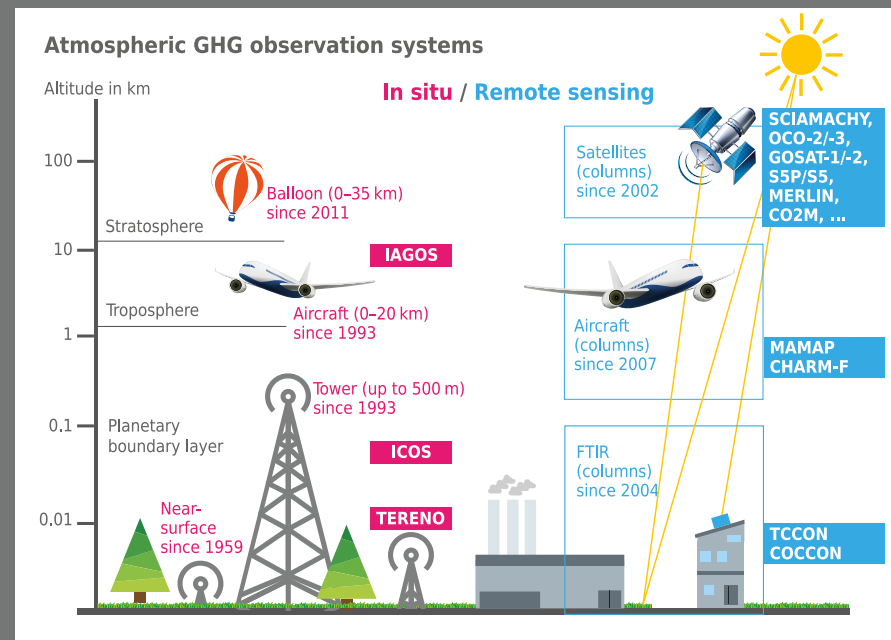 Atmospheric GHG observation systems
Altitude in km
In situ / Remote sensing
100
10
1
0.1
0.01
Stratosphere
Troposphere
Planetary
boundary layer
Balloon (0–35 km)
since 2011
IAGOS
Aircraft (0–20 km)
since 1993
Tower (up to 500 m)
since 1993
ICOS
TERENO
Near-
surface
since 1959
Satellites
(columns)
since 2002
SCIAMACHY,
OCO-2/-3,
GOSAT-1/-2,
S5P/S5,
MERLIN,
CO2M, ...
Aircraft
(columns)
since 2007
MAMAP
CHARM-F
FTIR
(columns)
since 2004
TCCON
COCCON